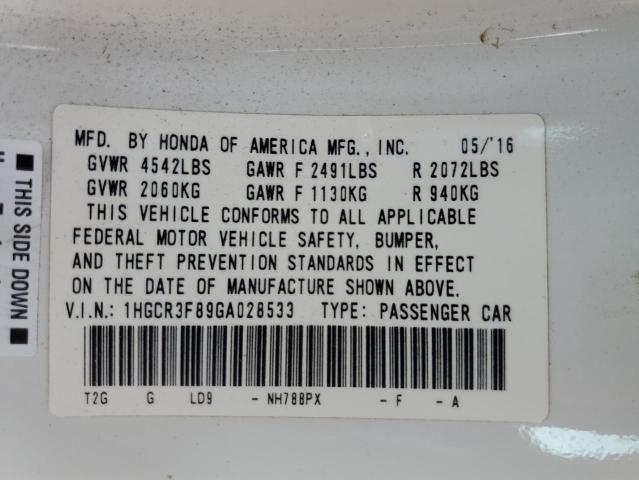 MFD. BY HONDA OF AMERICA MFG., INC. 05/'16
GVWR 4542LBS GAWR F 2491LBS R 2072LBS
GVWR 2060KG GAWR F 1130KG R 940KG
THIS VEHICLE CONFORMS TO ALL APPLICABLE
FEDERAL MOTOR VEHICLE SAFETY, BUMPER,
AND THEFT PREVENTION STANDARDS IN EFFECT
ON THE DATE OF MANUFACTURE SHOWN ABOVE.
V.I.N.: 1HGCR3F89GA028533 TYPE: PASSENGER CAR
T2G G LD9 - NH788PX - F - A
THIS SIDE DOWN